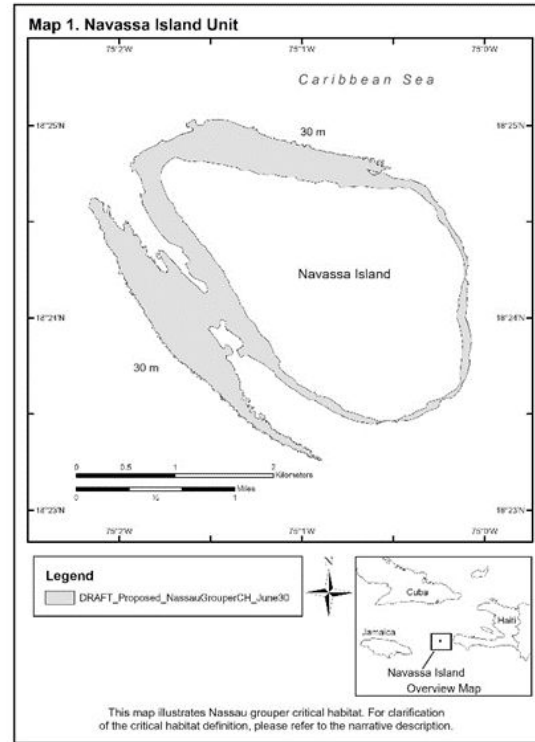 Map 1. Navassa Island Unit
75°2'W 75°1'W 75°0'W
Caribbean Sea
18°25'N 30 m 18°25'N
Navassa Island
18°24'N 18°24'N
30 m
0 0.5 1 2
Kilometers
0 ½ 1
Miles
18°23'N 18°23'N
75°2'W 75°1'W 75°0'W
Legend
DRAFT_Proposed_NassauGrouperCH_June30
N
Cuba
Haiti
Jamaica
Navassa Island
Overview Map
This map illustrates Nassau grouper critical habitat. For clarification
of the critical habitat definition, please refer to the narrative description.